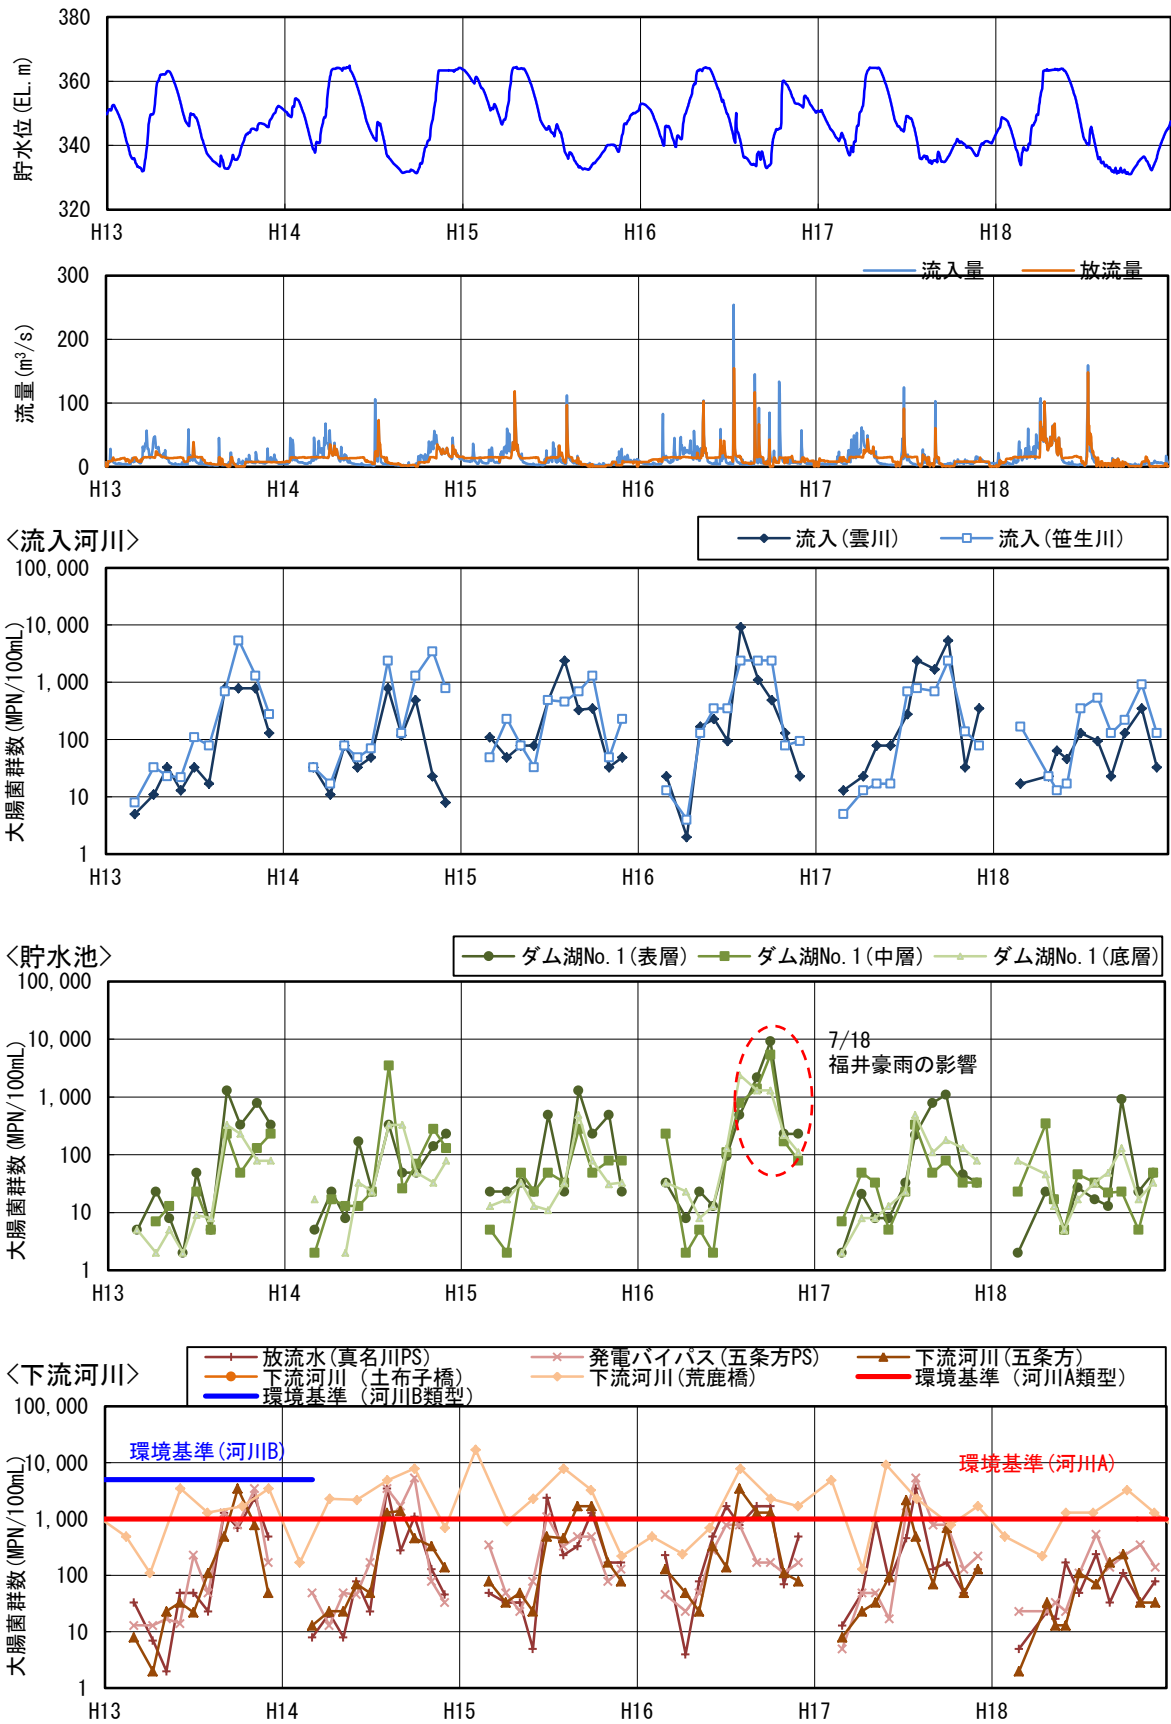 380
360
340
320
貯水位(EL.m)
H13 H14 H15 H16 H17 H18
流入量 放流量
300
200
100
0
流量(m³/s)
H13 H14 H15 H16 H17 H18
<流入河川>
流入(雲川) 流入(笹生川)
100,000
10,000
1,000
100
10
1
大腸菌群数(MPN/100mL)
H13 H14 H15 H16 H17 H18
<貯水池>
ダム湖No.1(表層) ダム湖No.1(中層) ダム湖No.1(底層)
100,000
10,000
1,000
100
10
1
大腸菌群数(MPN/100mL)
7/18
福井豪雨の影響
H13 H14 H15 H16 H17 H18
<下流河川>
放流水(真名川PS) 発電バイパス(五条方PS) 下流河川(五条方)
下流河川(土布子橋) 下流河川(荒鹿橋) 環境基準(河川A類型)
環境基準(河川B類型)
100,000
10,000
1,000
100
10
1
大腸菌群数(MPN/100mL)
環境基準(河川B)
環境基準(河川A)
H13 H14 H15 H16 H17 H18